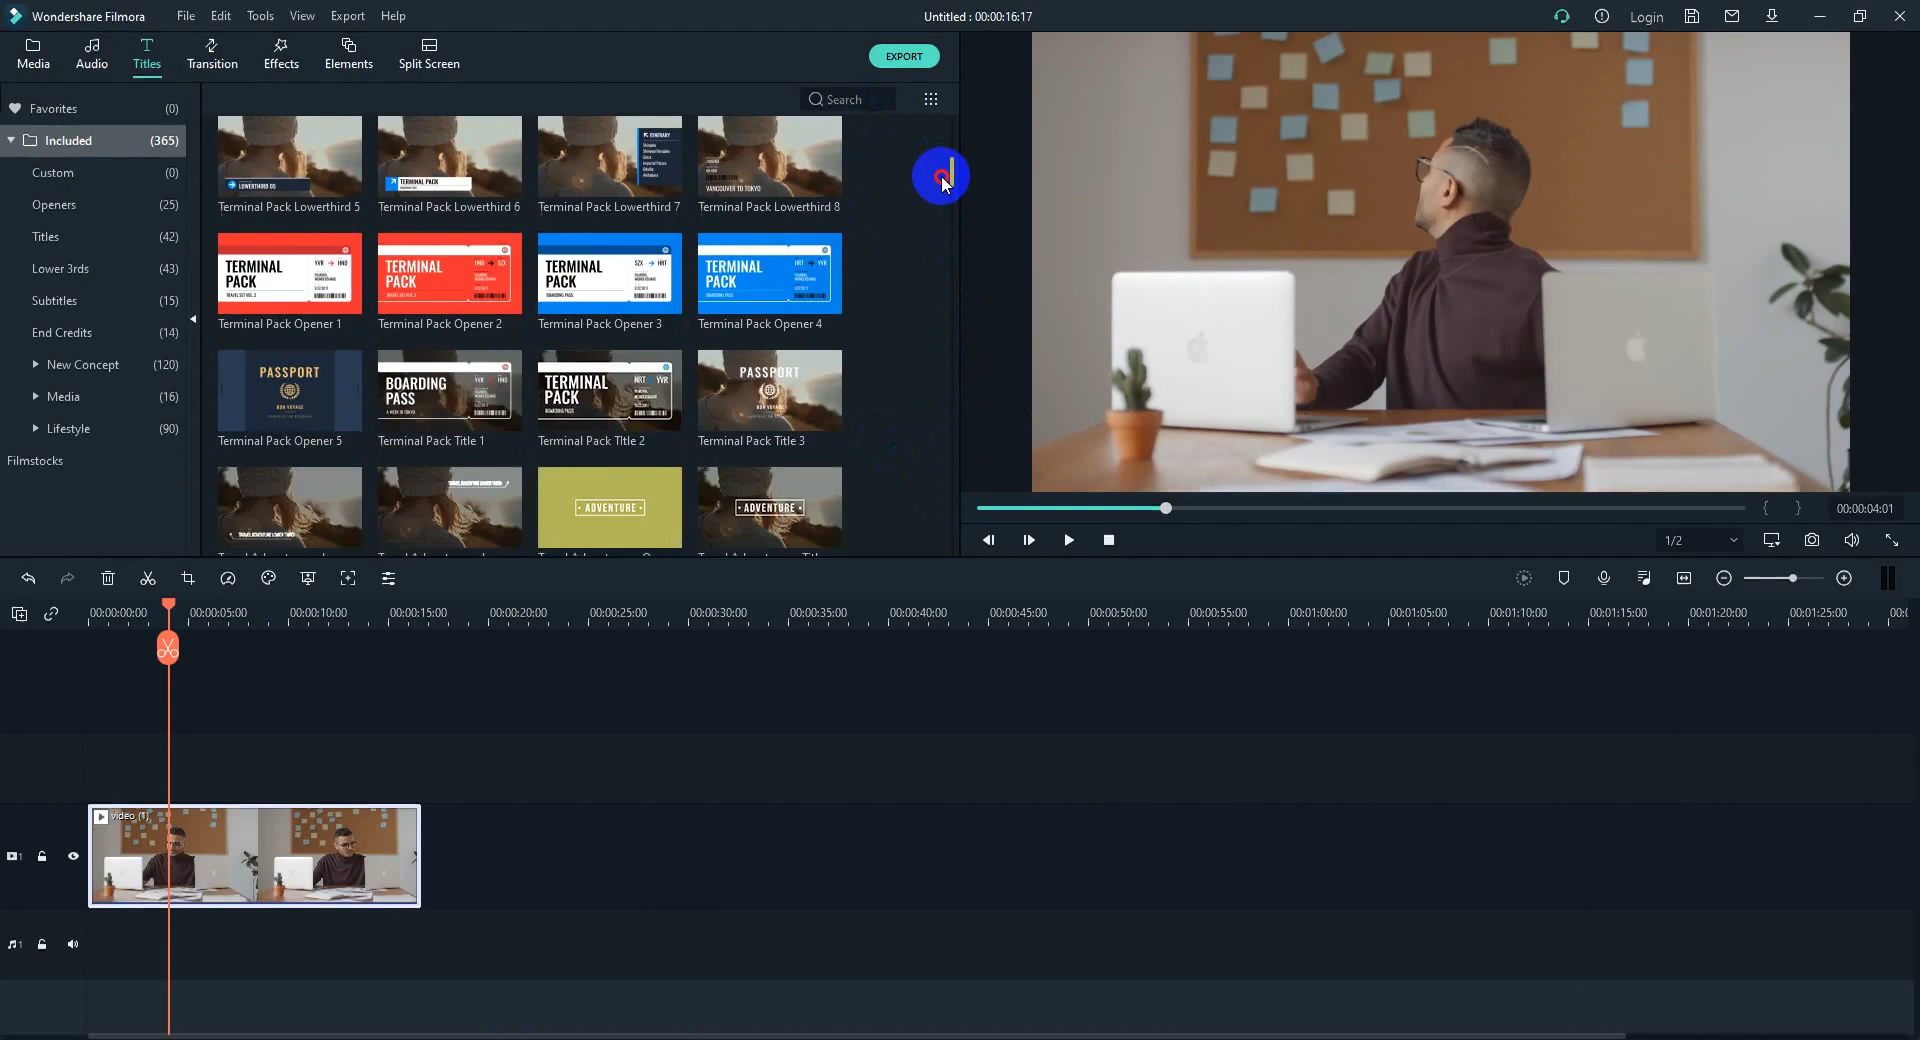 Wondershare Filmora
File Edit Tools View Export Help
Untitled : 00:00:16:17
Login
Media Audio Titles Transition Effects Elements Split Screen
EXPORT
Search
Favorites (0)
Included (365)
Custom (0)
Openers (25)
Titles (42)
Lower 3rds (43)
Subtitles (15)
End Credits (14)
New Concept (120)
Media (16)
Lifestyle (90)
Filmstocks
LOWERTHIRD 05
TERMINAL PACK
ITINERARY
VANCOUVER TO TOKYO
Terminal Pack Lowerthird 5 Terminal Pack Lowerthird 6 Terminal Pack Lowerthird 7 Terminal Pack Lowerthird 8
TERMINAL PACK YVR HND
TERMINAL PACK HND SZX
TERMINAL PACK SZX HRT
BOARDING PASS
TERMINAL PACK HRT YVR
BOARDING PASS
Terminal Pack Opener 1 Terminal Pack Opener 2 Terminal Pack Opener 3 Terminal Pack Opener 4
PASSPORT
BON VOYAGE
BOARDING PASS YVR HND
A WEEK IN TOKYO
TERMINAL PACK NRT YVR
BOARDING PASS
PASSPORT
Terminal Pack Opener 5 Terminal Pack Title 1 Terminal Pack TItle 2 Terminal Pack Title 3
ADVENTURE
ADVENTURE
00:00:04:01
1/2
00:00:00:00 00:00:05:00 00:00:10:00 00:00:15:00 00:00:20:00 00:00:25:00 00:00:30:00 00:00:35:00 00:00:40:00 00:00:45:00 00:00:50:00 00:00:55:00 00:01:00:00 00:01:05:00 00:01:10:00 00:01:15:00 00:01:20:00 00:01:25:00
video (1)
1
1